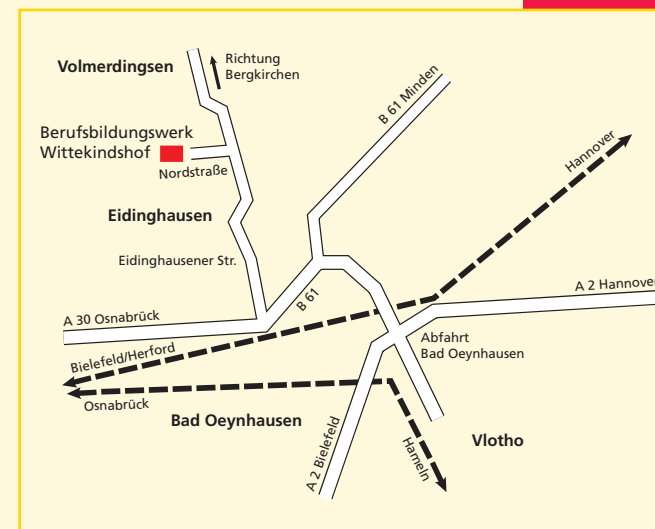 Volmerdingsen
Richtung
Bergkirchen
B 61 Minden
Berufsbildungswerk
Wittekindshof
Nordstraße
Hannover
Eidinghausen
Eidinghausener Str.
A 2 Hannover
B 61
A 30 Osnabrück
Abfahrt
Bad Oeynhausen
Bielefeld/Herford
Osnabrück
Bad Oeynhausen
Vlotho
A 2 Bielefeld
Hameln